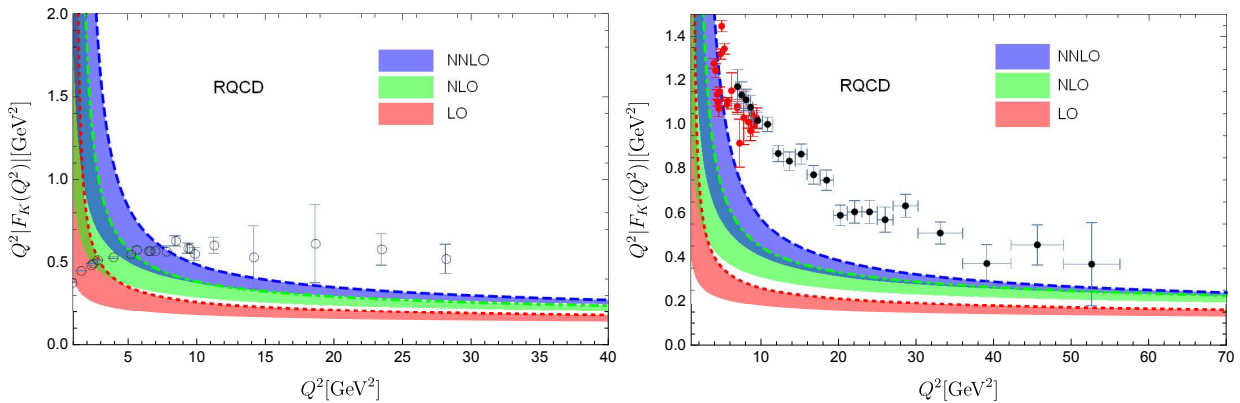 2.0
1.5
1.0
0.5
0.0
Q²|F_K(Q²)|[GeV²]
RQCD
NNLO
NLO
LO
5 10 15 20 25 30 35 40
Q²[GeV²]
1.4
1.2
1.0
0.8
0.6
0.4
0.2
0.0
Q²|F_K(Q²)|[GeV²]
RQCD
NNLO
NLO
LO
10 20 30 40 50 60 70
Q²[GeV²]